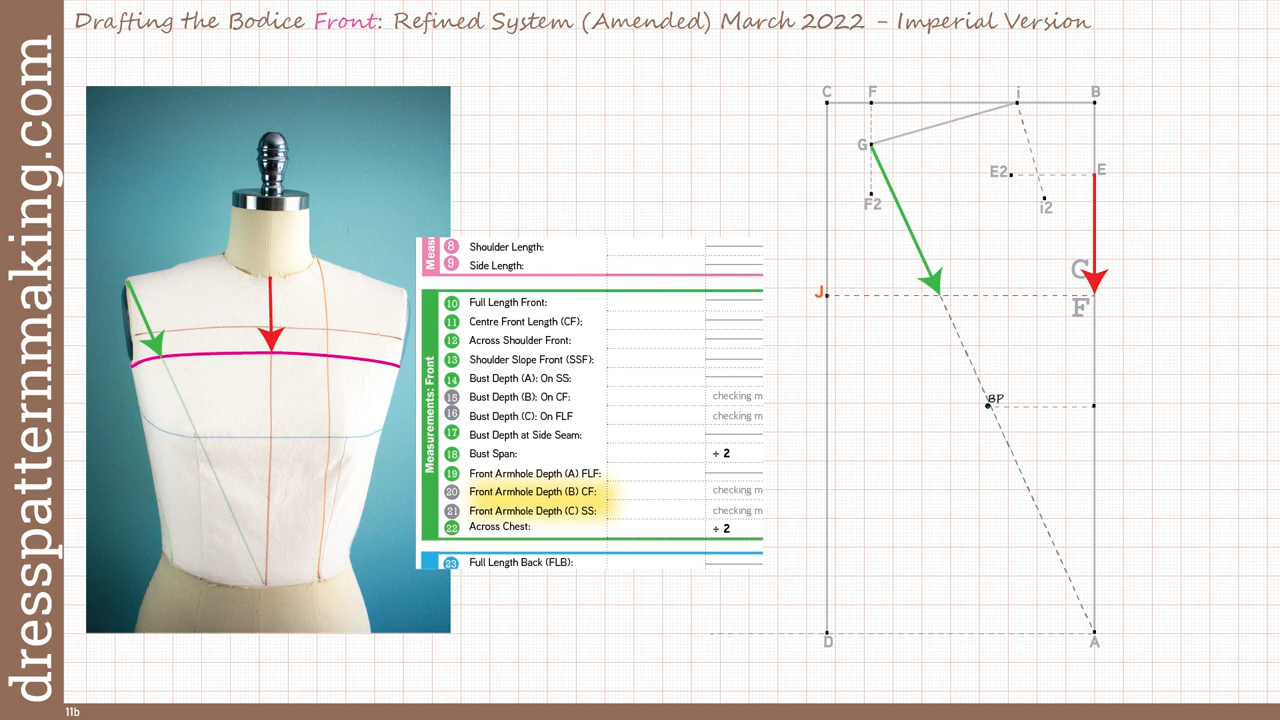 Drafting the Bodice Front: Refined System (Amended) March 2022 - Imperial Version
dresspatternmaking.com
Meas
8 Shoulder Length:
9 Side Length:
Measurements: Front
10 Full Length Front:
11 Centre Front Length (CF):
12 Across Shoulder Front:
13 Shoulder Slope Front (SSF):
14 Bust Depth (A): On SS:
15 Bust Depth (B): On CF: checking m
16 Bust Depth (C): On FLF checking m
17 Bust Depth at Side Seam:
18 Bust Span: ÷ 2
19 Front Armhole Depth (A) FLF:
20 Front Armhole Depth (B) CF: checking m
21 Front Armhole Depth (C) SS: checking m
22 Across Chest: ÷ 2
23 Full Length Back (FLB):
C F i B
G
E2 E
F2 i2
C
J
F
BP
D A
11b